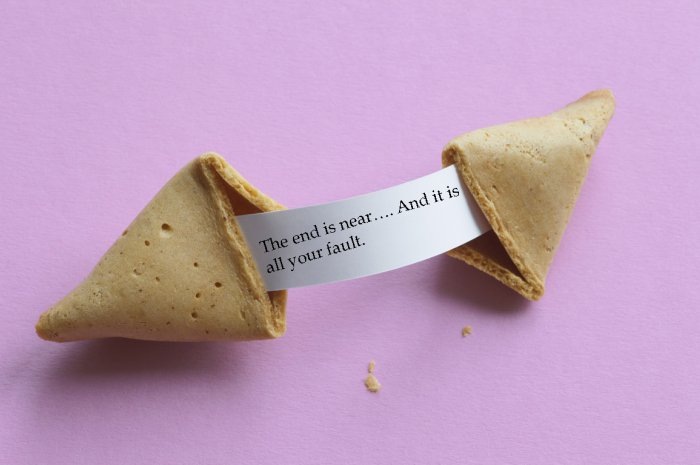 The end is near.... And it is
all your fault.